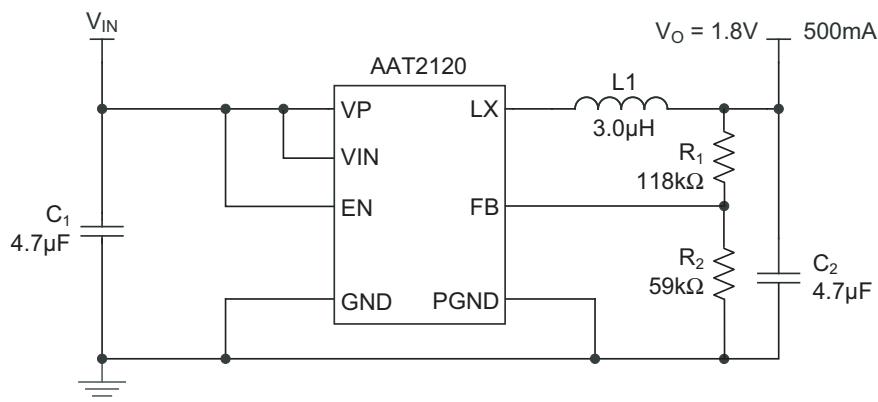 V_IN
V_O = 1.8V 500mA
AAT2120
L1
VP
LX
3.0µH
VIN
R_1
118kΩ
C_1
4.7µF
EN
FB
R_2
59kΩ
C_2
4.7µF
GND
PGND